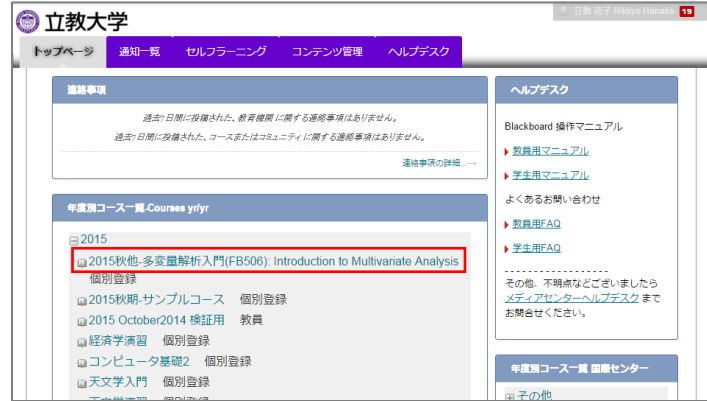 立教大学
立教 花子 Rikkyo Hanako 19
トップページ 通知一覧 セルフラーニング コンテンツ管理 ヘルプデスク
連絡事項
過去7日間に投稿された、教育機関 に関する連絡事項はありません。
過去7日間に投稿された、コースまたはコミュニティ に関する連絡事項はありません。
連絡事項の詳細...→
年度別コース一覧-Courses yr/yr
2015
2015秋他-多変量解析入門(FB506): Introduction to Multivariate Analysis
個別登録
2015秋期-サンプルコース 個別登録
2015 October2014 検証用 教員
経済学演習 個別登録
コンピュータ基礎2 個別登録
天文学入門 個別登録
ヘルプデスク
Blackboard 操作マニュアル
教員用マニュアル
学生用マニュアル
よくあるお問い合わせ
教員用FAQ
学生用FAQ
- - - - - - - - - - - - - - - - - -
その他、不明点などございましたら
メディアセンターヘルプデスク まで
お問合せください。
年度別コース一覧 国際センター
その他